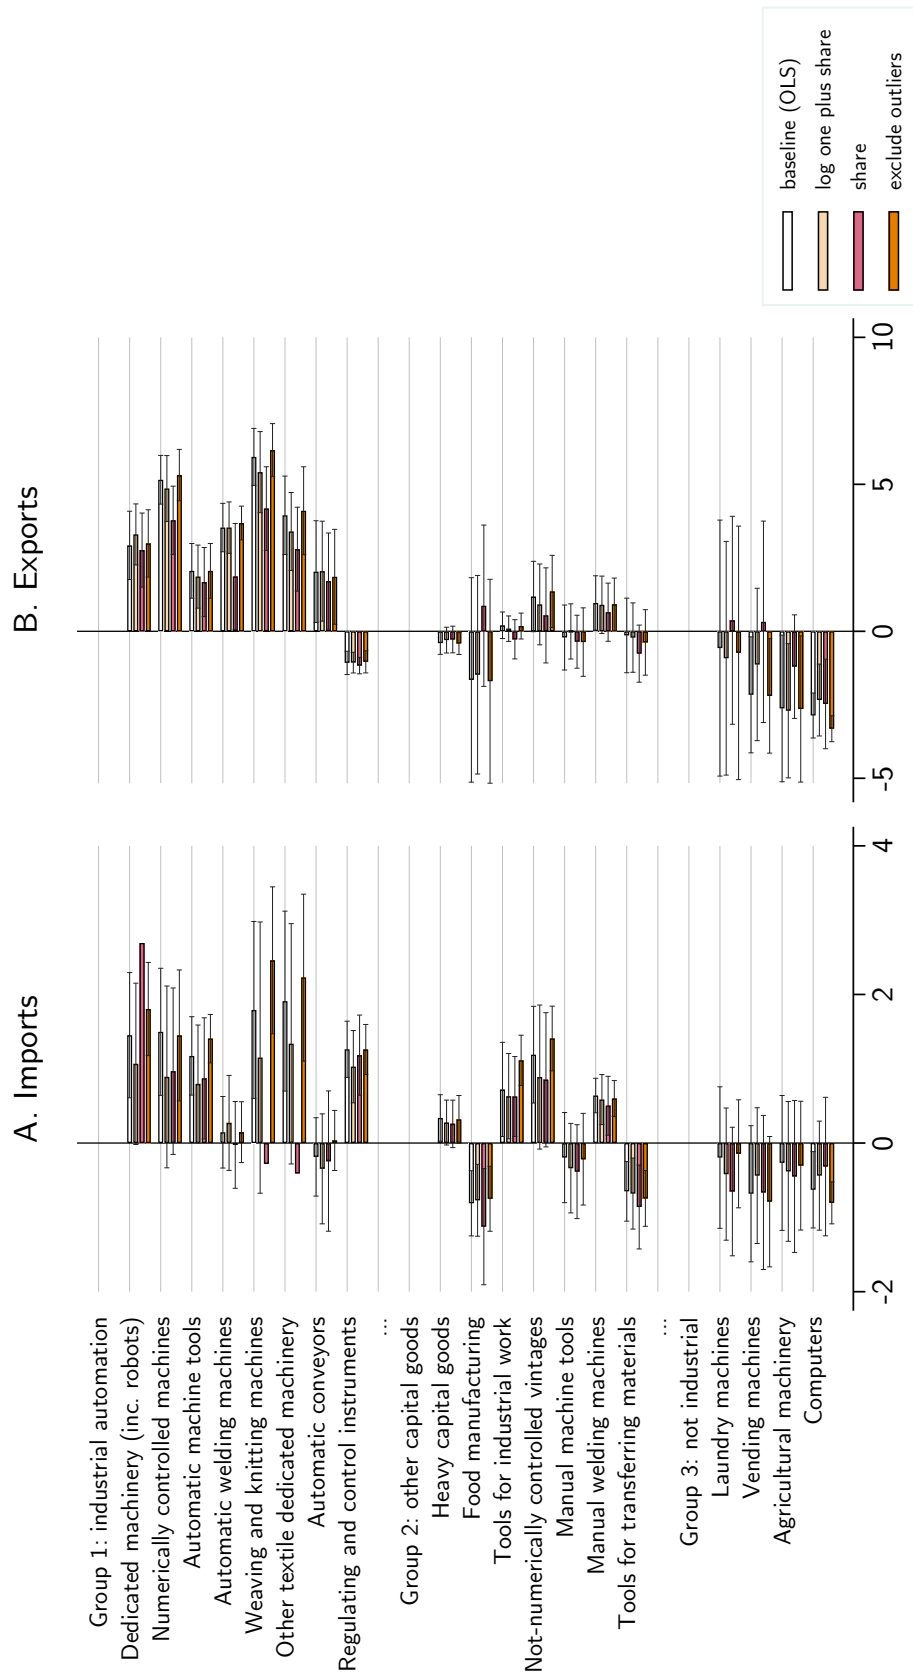 A. Imports
B. Exports
Group 1: industrial automation
Dedicated machinery (inc. robots)
Numerically controlled machines
Automatic machine tools
Automatic welding machines
Weaving and knitting machines
Other textile dedicated machinery
Automatic conveyors
Regulating and control instruments
...
Group 2: other capital goods
Heavy capital goods
Food manufacturing
Tools for industrial work
Not-numerically controlled vintages
Manual machine tools
Manual welding machines
Tools for transferring materials
...
Group 3: not industrial
Laundry machines
Vending machines
Agricultural machinery
Computers
-2 0 2 4
-5 0 5 10
baseline (OLS)
log one plus share
share
exclude outliers